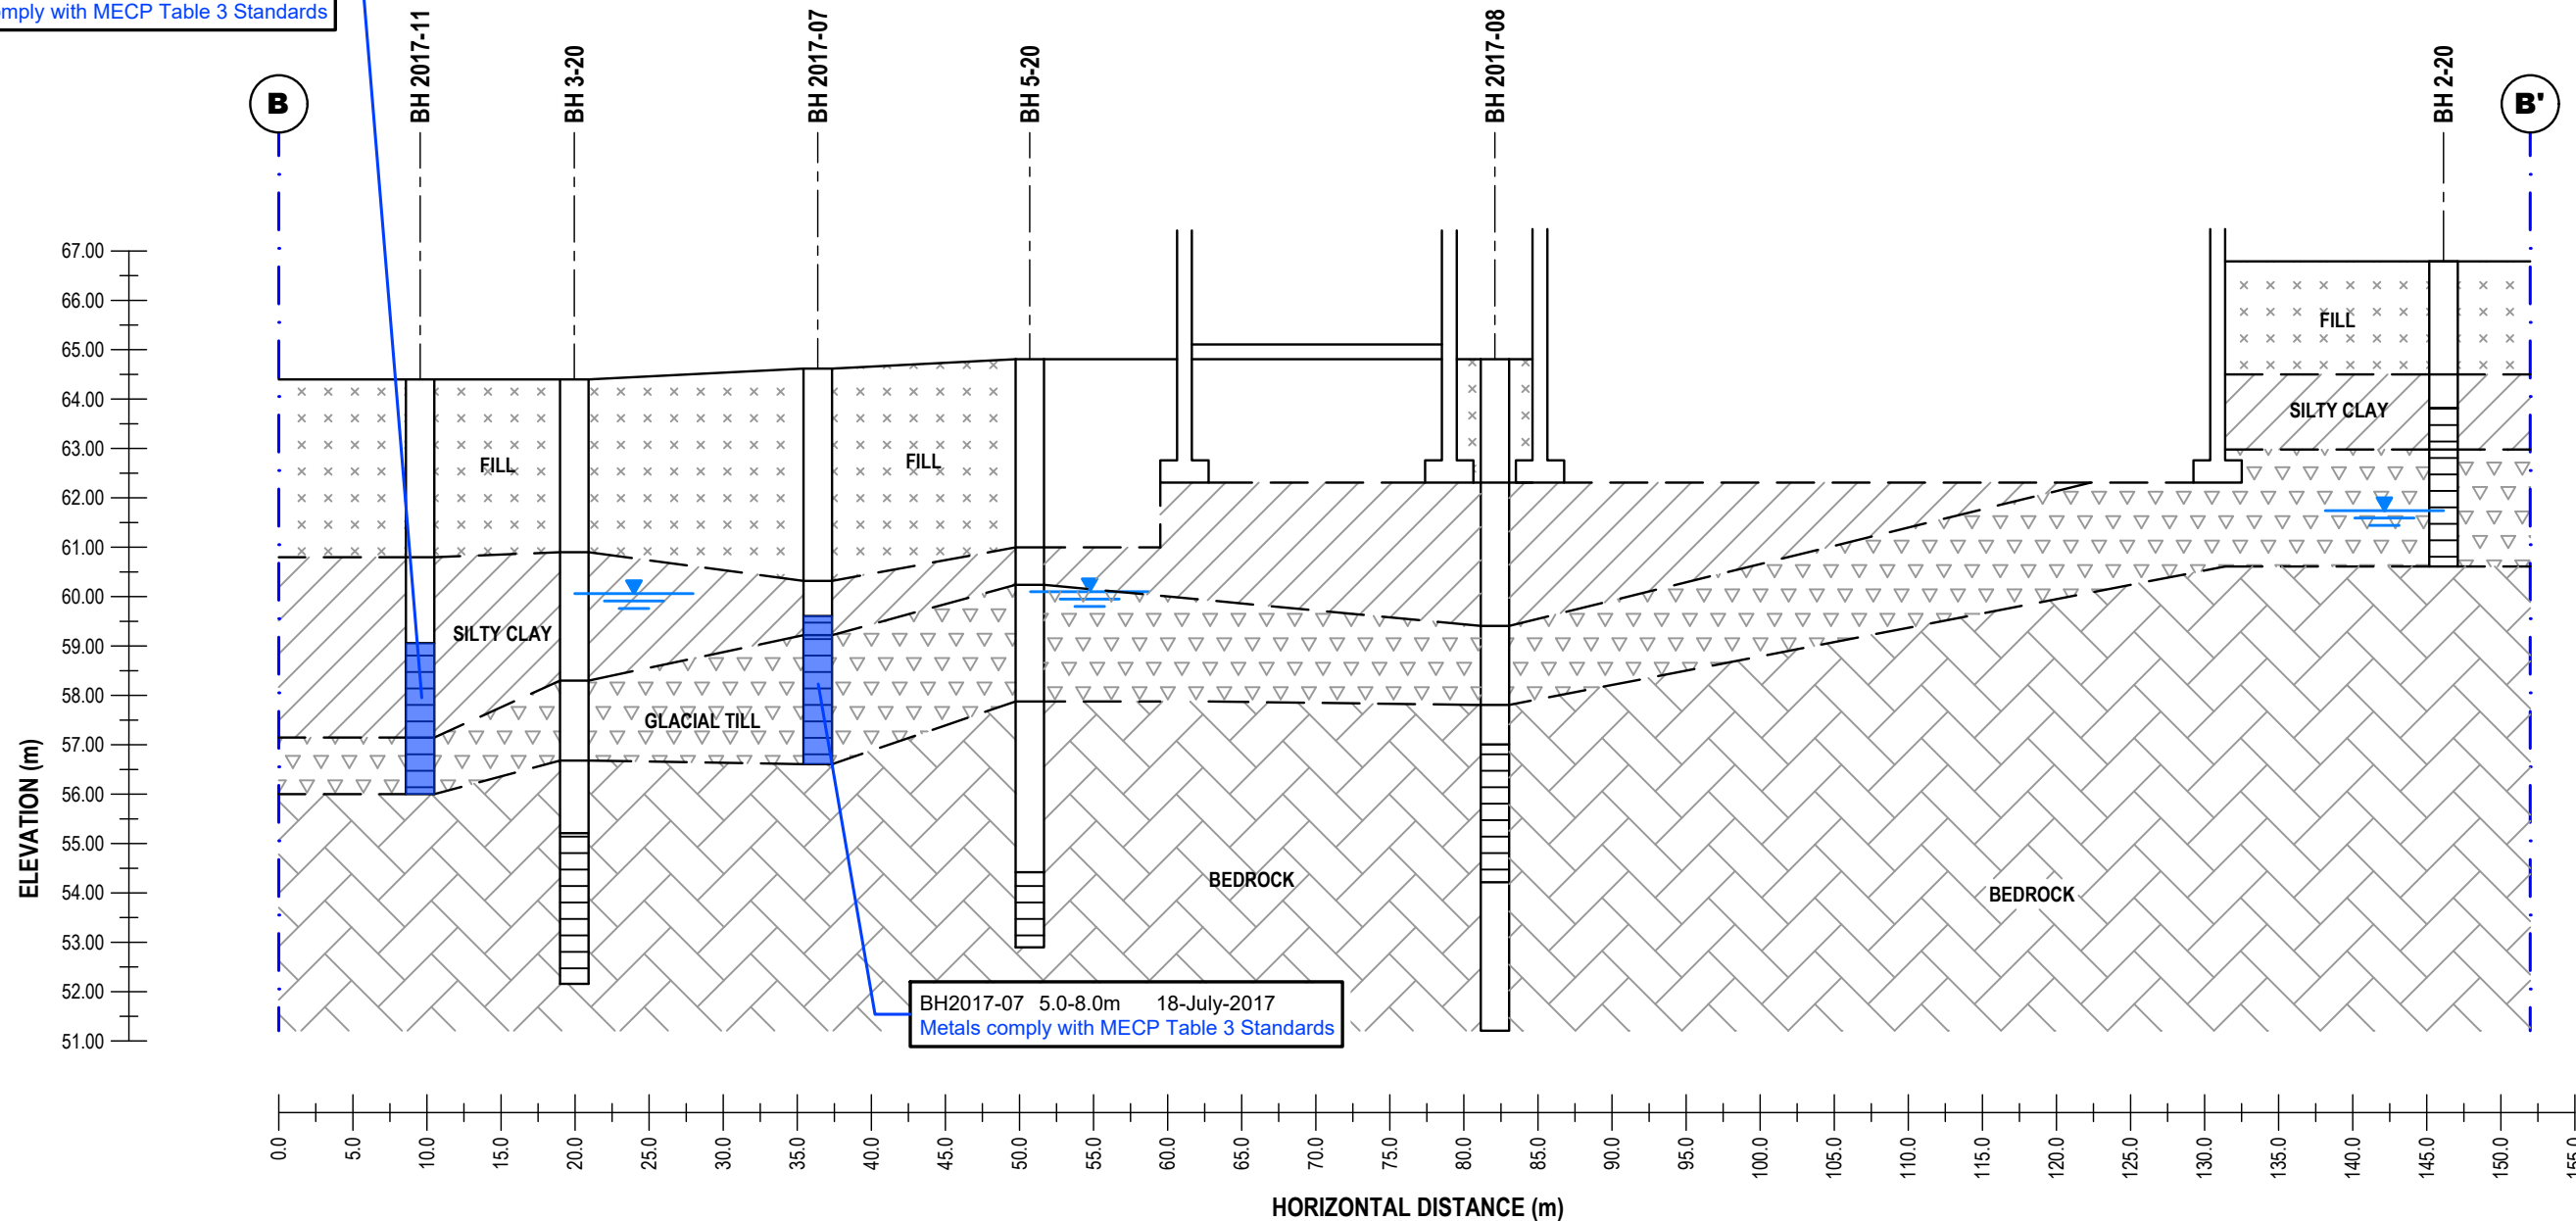 comply with MECP Table 3 Standards
BH 2017-11
BH 3-20
BH 2017-07
BH 5-20
BH 2017-08
BH 2-20
B
B'
67.00
66.00
65.00
64.00
63.00
62.00
61.00
60.00
59.00
58.00
57.00
56.00
55.00
54.00
53.00
52.00
51.00
ELEVATION (m)
FILL
FILL
FILL
SILTY CLAY
SILTY CLAY
GLACIAL TILL
BEDROCK
BEDROCK
BH2017-07 5.0-8.0m 18-July-2017
Metals comply with MECP Table 3 Standards
0.0
5.0
10.0
15.0
20.0
25.0
30.0
35.0
40.0
45.0
50.0
55.0
60.0
65.0
70.0
75.0
80.0
85.0
90.0
95.0
100.0
105.0
110.0
115.0
120.0
125.0
130.0
135.0
140.0
145.0
150.0
155.0
HORIZONTAL DISTANCE (m)